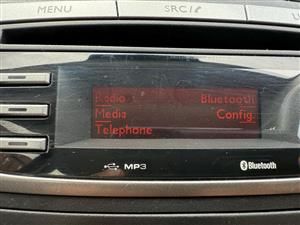 MENU SRC/
Radio Bluetooth
Media Config.
Telephone
MP3 Bluetooth